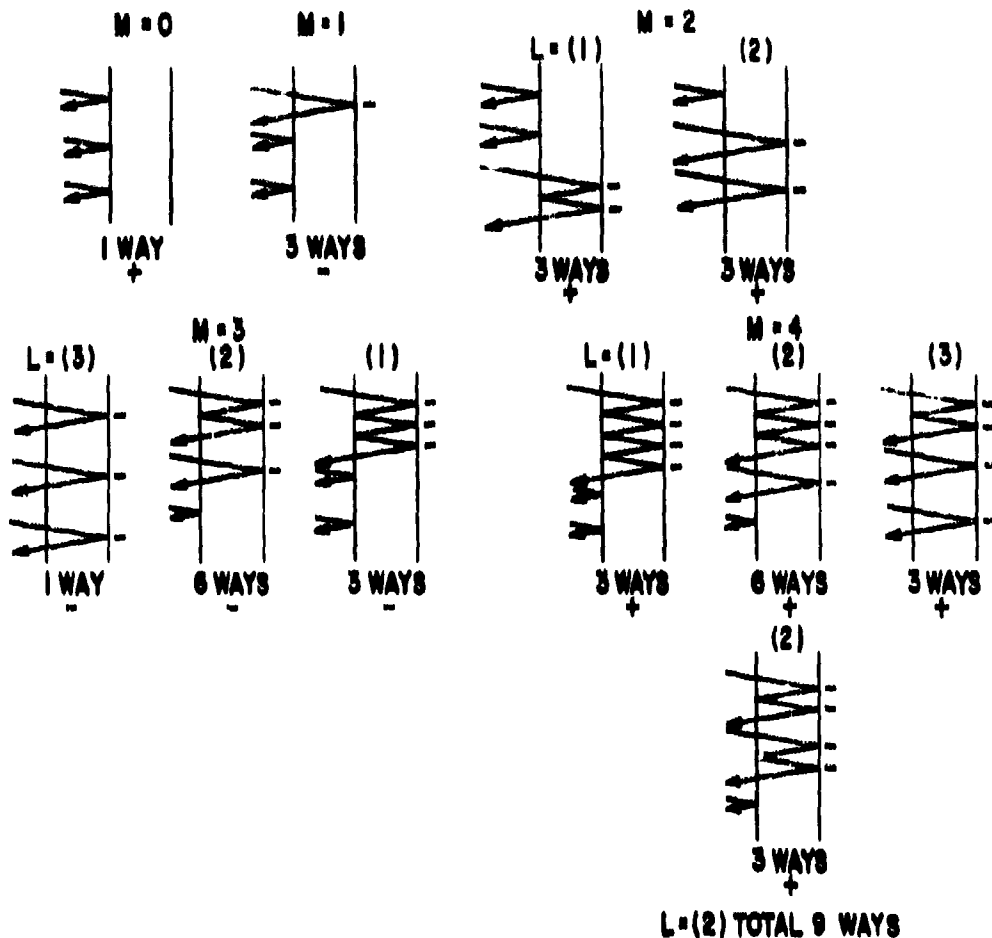 M = 0
M = 1
M = 2
L = (1)
(2)
1 WAY
+
3 WAYS
-
3 WAYS
+
3 WAYS
+
M = 3
L = (3)
(2)
(1)
1 WAY
-
6 WAYS
-
3 WAYS
-
M = 4
L = (1)
(2)
(3)
3 WAYS
+
6 WAYS
+
3 WAYS
+
(2)
3 WAYS
+
L = (2) TOTAL 9 WAYS